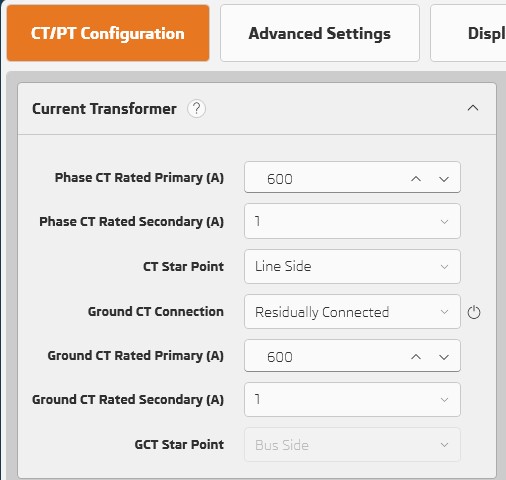 CT/PT Configuration
Advanced Settings
Displ
Current Transformer ?
Phase CT Rated Primary (A) 600
Phase CT Rated Secondary (A) 1
CT Star Point Line Side
Ground CT Connection Residually Connected
Ground CT Rated Primary (A) 600
Ground CT Rated Secondary (A) 1
GCT Star Point Bus Side